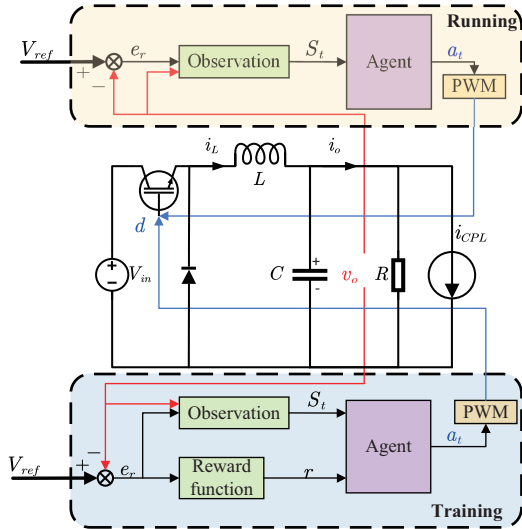 Running
V_ref
+
−
e_r
Observation
S_t
Agent
a_t
PWM
i_L
i_o
L
d
i_CPL
V_in
C
+
-
v_o
R
+
−
Observation
S_t
PWM
Agent
a_t
V_ref
+
−
e_r
Reward
function
r
Training